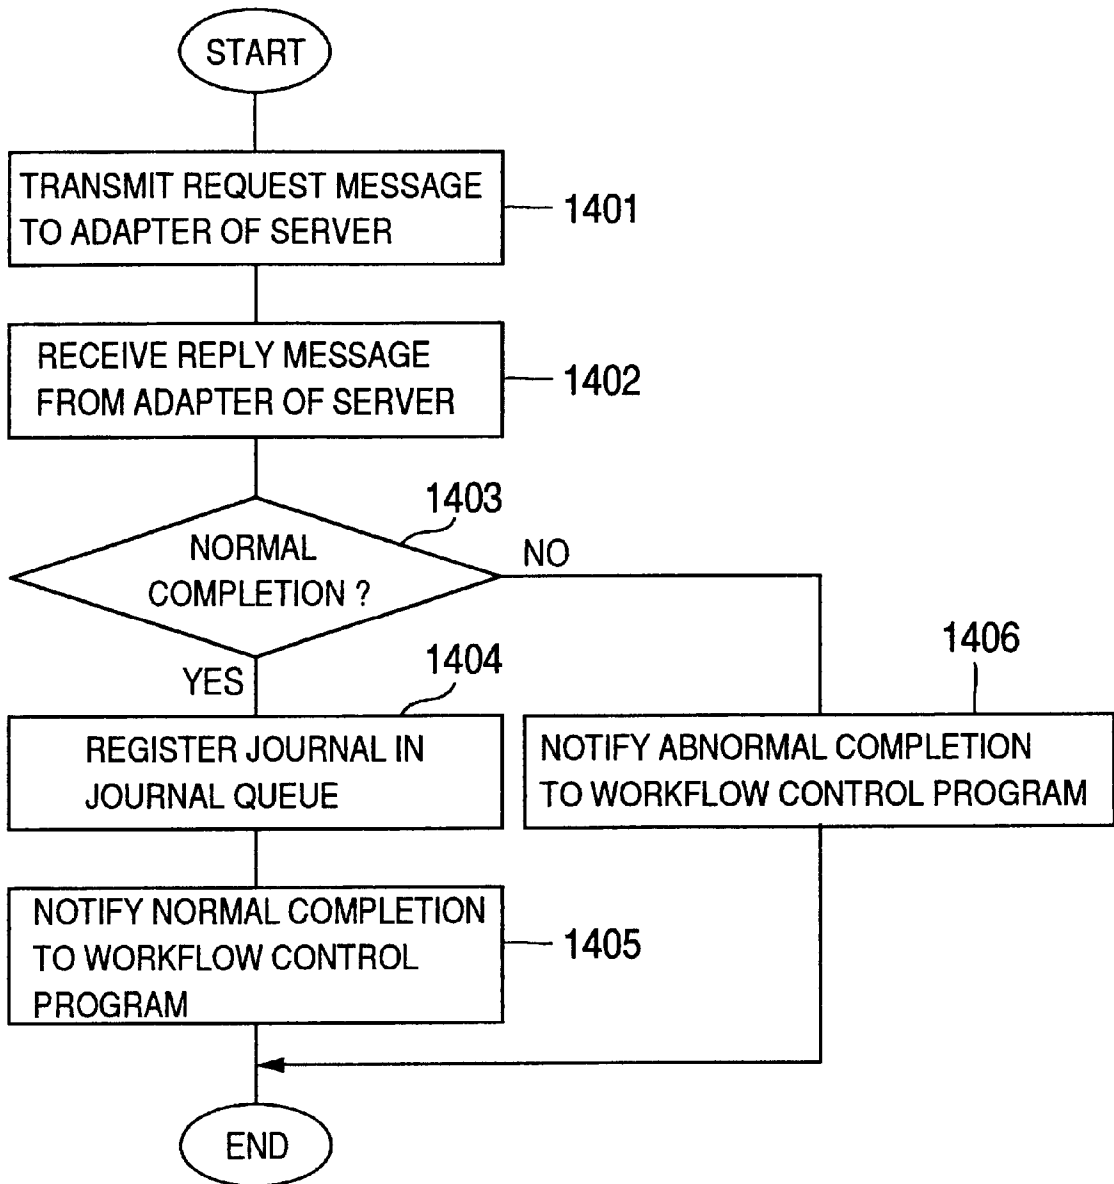 START
TRANSMIT REQUEST MESSAGE
TO ADAPTER OF SERVER
1401
RECEIVE REPLY MESSAGE
FROM ADAPTER OF SERVER
1402
1403
NORMAL
COMPLETION ?
NO
YES
1404
1406
REGISTER JOURNAL IN
JOURNAL QUEUE
NOTIFY ABNORMAL COMPLETION
TO WORKFLOW CONTROL PROGRAM
NOTIFY NORMAL COMPLETION
TO WORKFLOW CONTROL
PROGRAM
1405
END